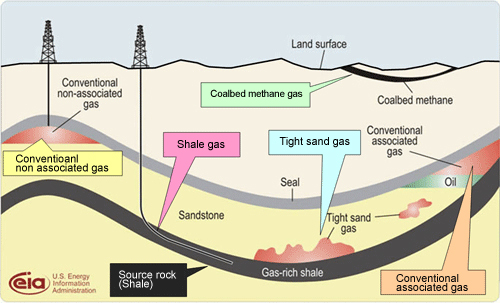 Land surface
Coalbed methane gas
Coalbed methane
Conventional
non-associated
gas
Conventional
associated
gas
Conventioanl
non associated gas
Shale gas
Tight sand gas
Oil
Seal
Sandstone
Tight sand
gas
Source rock
(Shale)
Gas-rich shale
Conventional
associated gas
eia
U.S. Energy
Information
Administration